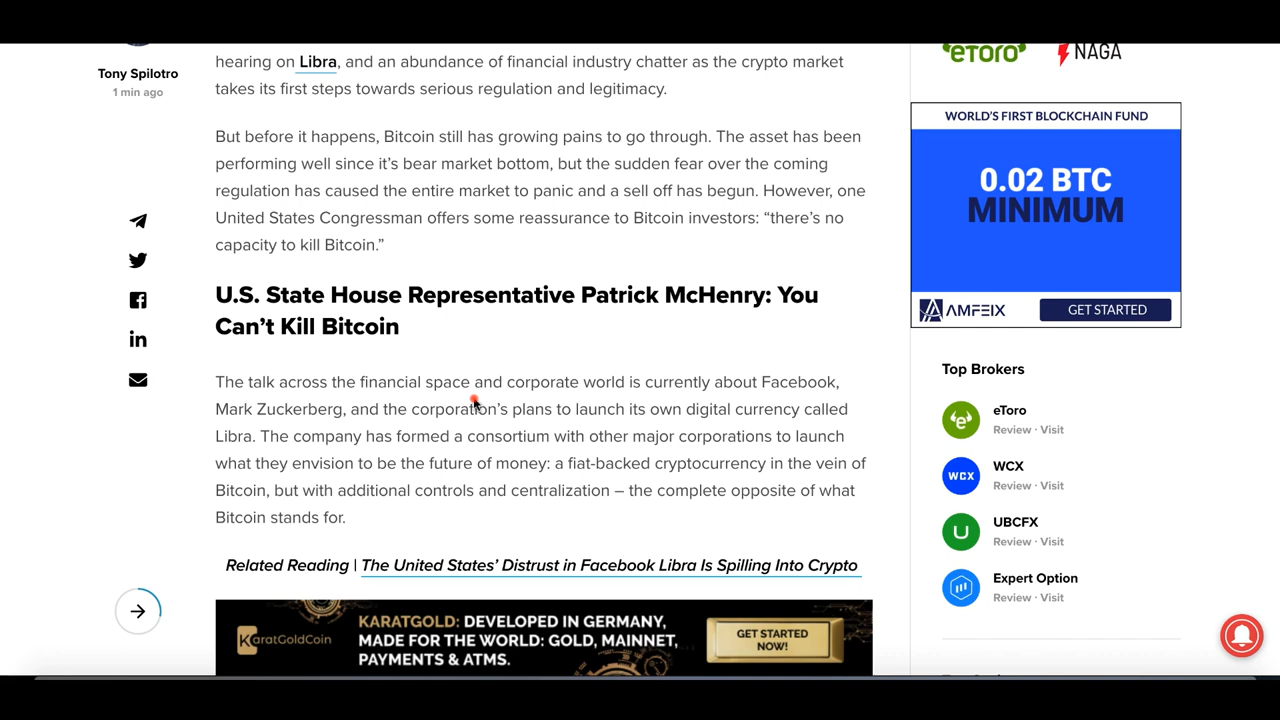 Tony Spilotro
1 min ago
hearing on Libra, and an abundance of financial industry chatter as the crypto market
takes its first steps towards serious regulation and legitimacy.
But before it happens, Bitcoin still has growing pains to go through. The asset has been
performing well since it’s bear market bottom, but the sudden fear over the coming
regulation has caused the entire market to panic and a sell off has begun. However, one
United States Congressman offers some reassurance to Bitcoin investors: “there’s no
capacity to kill Bitcoin.”
U.S. State House Representative Patrick McHenry: You
Can’t Kill Bitcoin
The talk across the financial space and corporate world is currently about Facebook,
Mark Zuckerberg, and the corporation’s plans to launch its own digital currency called
Libra. The company has formed a consortium with other major corporations to launch
what they envision to be the future of money: a fiat-backed cryptocurrency in the vein of
Bitcoin, but with additional controls and centralization – the complete opposite of what
Bitcoin stands for.
Related Reading | The United States’ Distrust in Facebook Libra Is Spilling Into Crypto
KaratGoldCoin
KARATGOLD: DEVELOPED IN GERMANY,
MADE FOR THE WORLD: GOLD, MAINNET,
PAYMENTS & ATMS.
GET STARTED
NOW!
eToro
NAGA
WORLD’S FIRST BLOCKCHAIN FUND
0.02 BTC
MINIMUM
AMFEIX
GET STARTED
Top Brokers
eToro
Review · Visit
WCX
WCX
Review · Visit
U
UBCFX
Review · Visit
Expert Option
Review · Visit